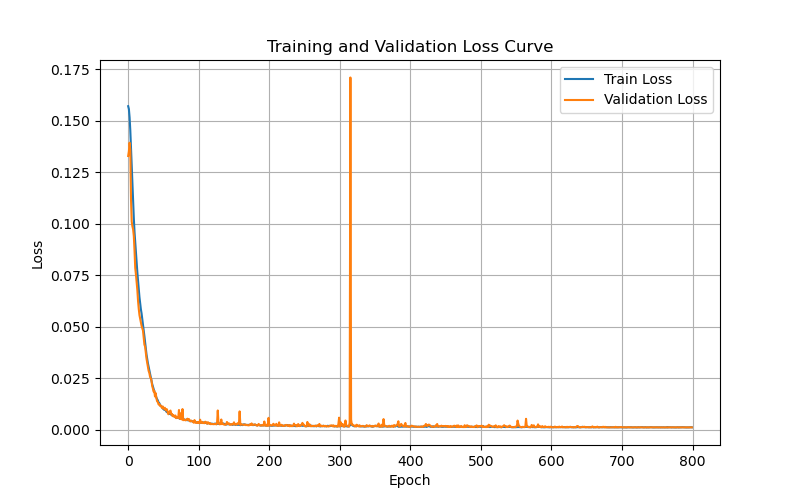 Training and Validation Loss Curve
Train Loss
Validation Loss
0.175
0.150
0.125
0.100
0.075
0.050
0.025
0.000
Loss
0 100 200 300 400 500 600 700 800
Epoch